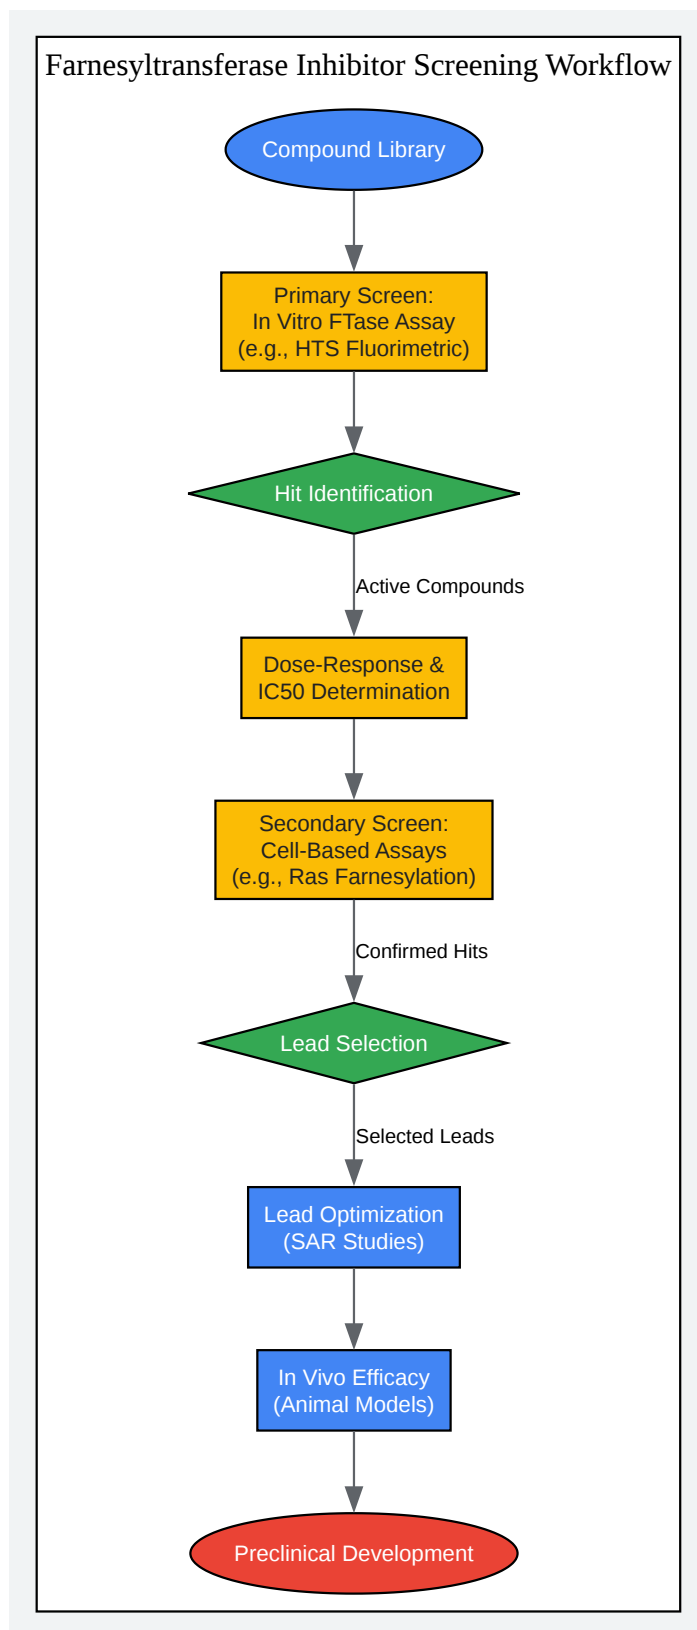 Farnesyltransferase Inhibitor Screening Workflow
Compound Library
Primary Screen:
In Vitro FTase Assay
(e.g., HTS Fluorimetric)
Hit Identification
Active Compounds
Dose-Response &
IC50 Determination
Secondary Screen:
Cell-Based Assays
(e.g., Ras Farnesylation)
Confirmed Hits
Lead Selection
Selected Leads
Lead Optimization
(SAR Studies)
In Vivo Efficacy
(Animal Models)
Preclinical Development